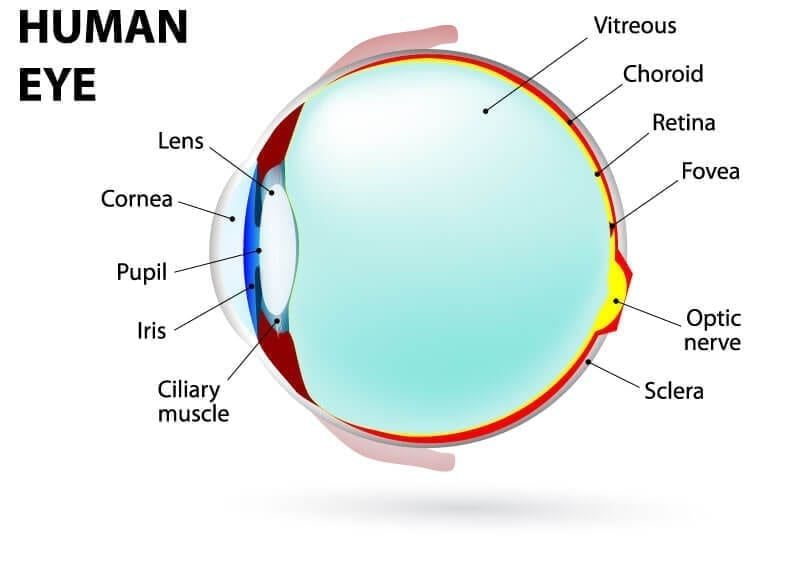 HUMAN
EYE
Vitreous
Choroid
Retina
Fovea
Lens
Cornea
Pupil
Iris
Ciliary
muscle
Optic
nerve
Sclera